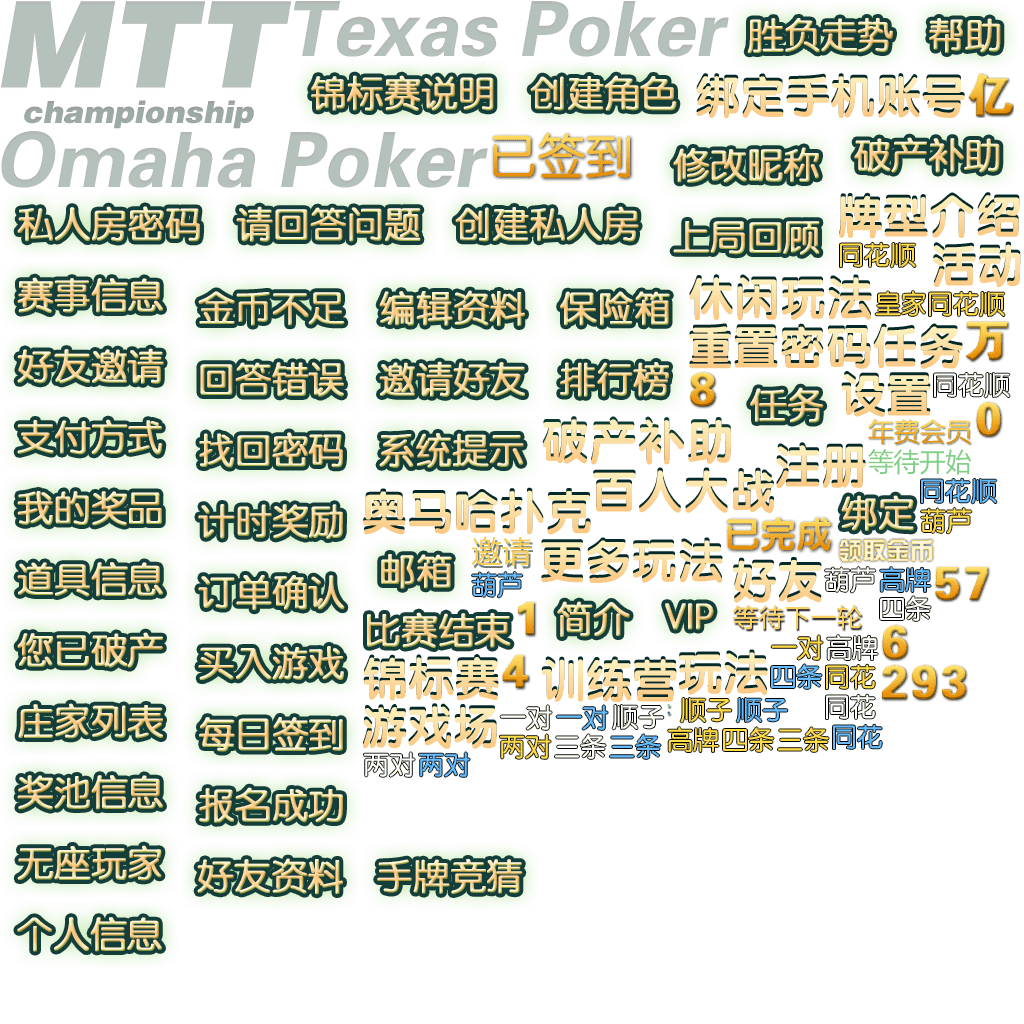 MTT
championship
Texas Poker
胜负走势
帮助
锦标赛说明
创建角色
绑定手机账号
亿
Omaha Poker
已签到
修改昵称
破产补助
私人房密码
请回答问题
创建私人房
上局回顾
牌型介绍
同花顺
活动
赛事信息
金币不足
编辑资料
保险箱
休闲玩法
皇家同花顺
重置密码
任务
万
好友邀请
回答错误
邀请好友
排行榜
8
任务
设置
同花顺
0
年费会员
支付方式
找回密码
系统提示
破产补助
注册
等待开始
百人大战
同花顺
我的奖品
计时奖励
奥马哈扑克
已完成
绑定
葫芦
邮箱
邀请
葫芦
更多玩法
领取金币
道具信息
订单确认
好友
葫芦
高牌
57
四条
等待下一轮
比赛结束
1
简介
VIP
您已破产
买入游戏
一对
高牌
6
锦标赛
4
训练营
玩法
四条
同花
293
庄家列表
每日签到
游戏场
一对
一对
顺子
顺子
顺子
同花
两对
三条
三条
高牌
四条
三条
同花
两对
两对
奖池信息
报名成功
无座玩家
好友资料
手牌竞猜
个人信息